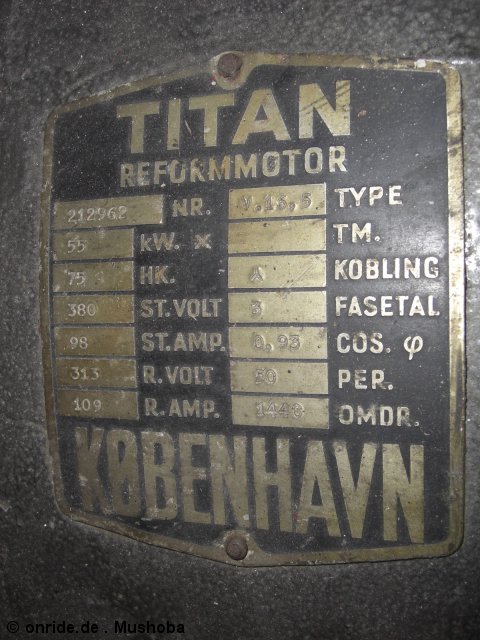 TITAN
REFORMMOTOR
212962 NR. V.13,5 TYPE
55 KW. × TM.
75 HK. KOBLING
380 ST.VOLT 3 FASETAL
98 ST.AMP. 0,93 COS. φ
313 R.VOLT 50 PER.
109 R.AMP. 1440 OMDR.
KØBENHAVN
© onride.de . Mushoba